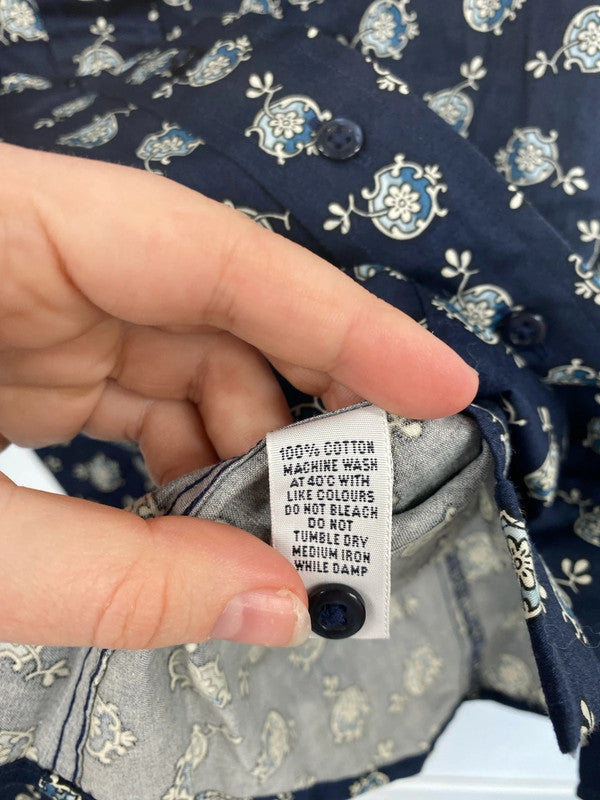 100% COTTON
MACHINE WASH
AT 40°C WITH
LIKE COLOURS
DO NOT BLEACH
DO NOT
TUMBLE DRY
MEDIUM IRON
WHILE DAMP